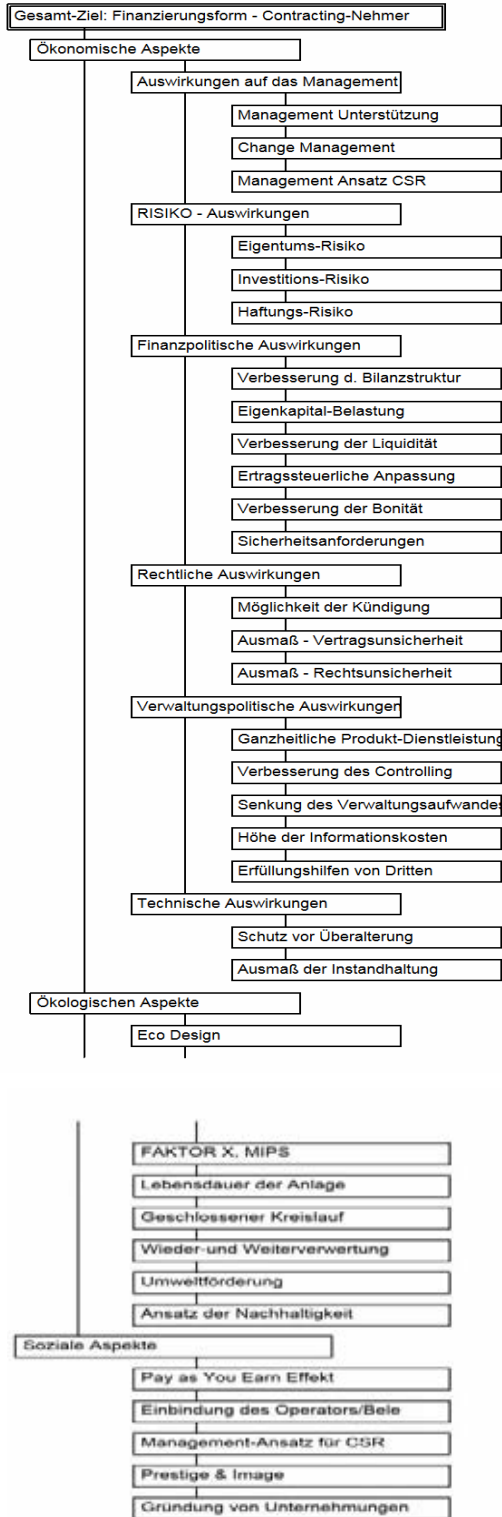 Gesamt-Ziel: Finanzierungsform - Contracting-Nehmer
Ökonomische Aspekte
Auswirkungen auf das Management
Management Unterstützung
Change Management
Management Ansatz CSR
RISIKO - Auswirkungen
Eigentums-Risiko
Investitions-Risiko
Haftungs-Risiko
Finanzpolitische Auswirkungen
Verbesserung d. Bilanzstruktur
Eigenkapital-Belastung
Verbesserung der Liquidität
Ertragssteuerliche Anpassung
Verbesserung der Bonität
Sicherheitsanforderungen
Rechtliche Auswirkungen
Möglichkeit der Kündigung
Ausmaß - Vertragsunsicherheit
Ausmaß - Rechtsunsicherheit
Verwaltungspolitische Auswirkungen
Ganzheitliche Produkt-Dienstleistung
Verbesserung des Controlling
Senkung des Verwaltungsaufwandes
Höhe der Informationskosten
Erfüllungshilfen von Dritten
Technische Auswirkungen
Schutz vor Überalterung
Ausmaß der Instandhaltung
Ökologischen Aspekte
Eco Design
FAKTOR X, MIPS
Lebensdauer der Anlage
Geschlossener Kreislauf
Wieder-und Weiterverwertung
Umweltförderung
Ansatz der Nachhaltigkeit
Soziale Aspekte
Pay as You Earn Effekt
Einbindung des Operators/Bele
Management-Ansatz für CSR
Prestige & Image
Gründung von Unternehmungen